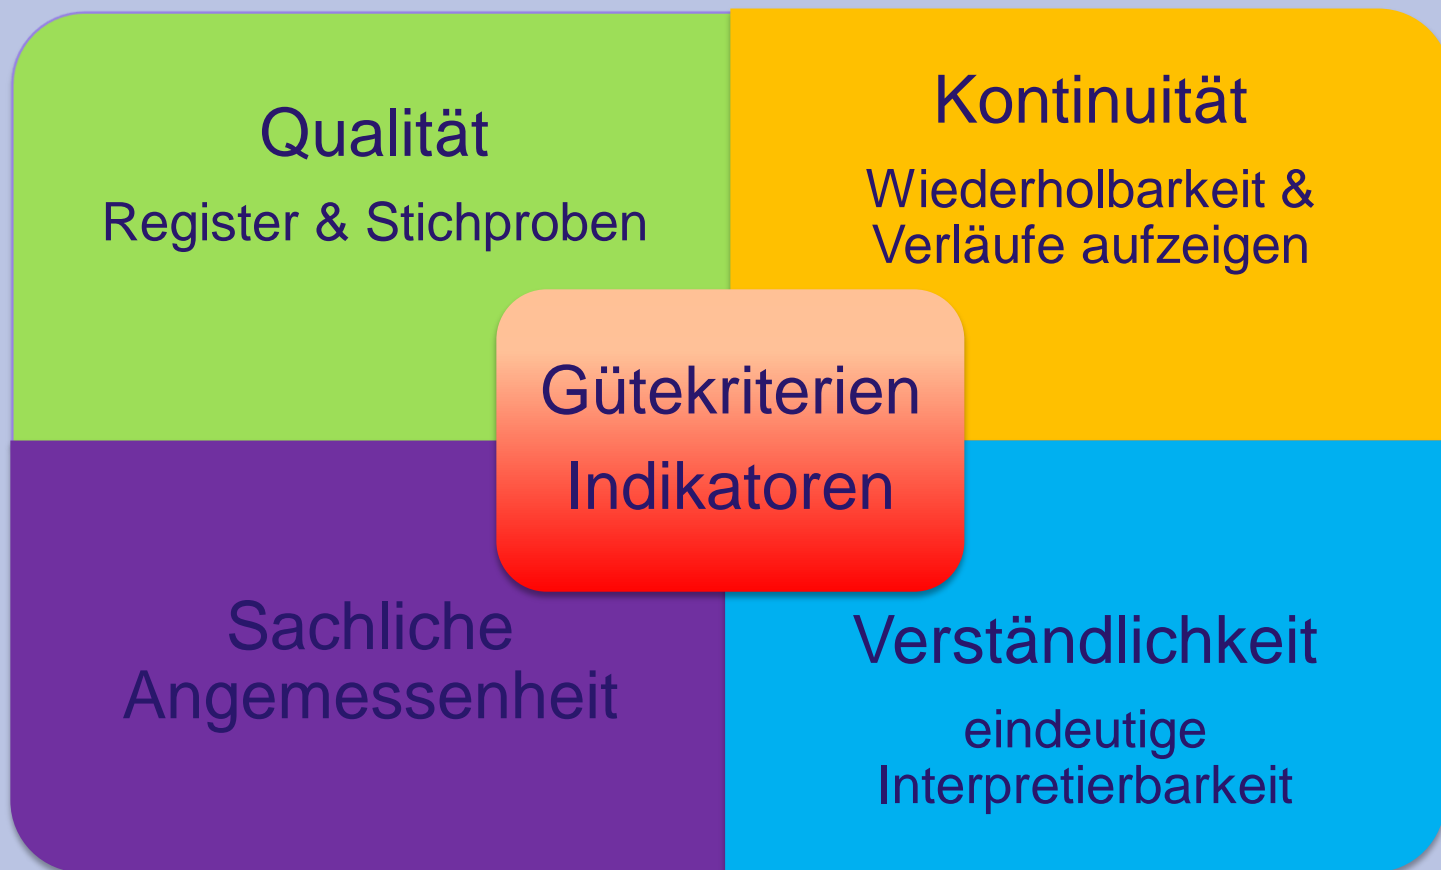 Qualität
Register & Stichproben
Kontinuität
Wiederholbarkeit &
Verläufe aufzeigen
Gütekriterien
Indikatoren
Sachliche
Angemessenheit
Verständlichkeit
eindeutige
Interpretierbarkeit